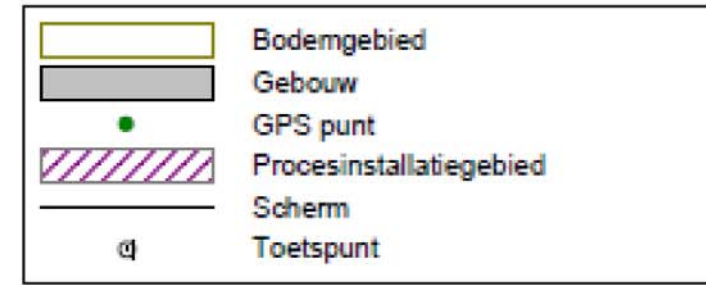 Bodemgebied
Gebouw
GPS punt
Procesinstallatiegebied
Scherm
Toetspunt